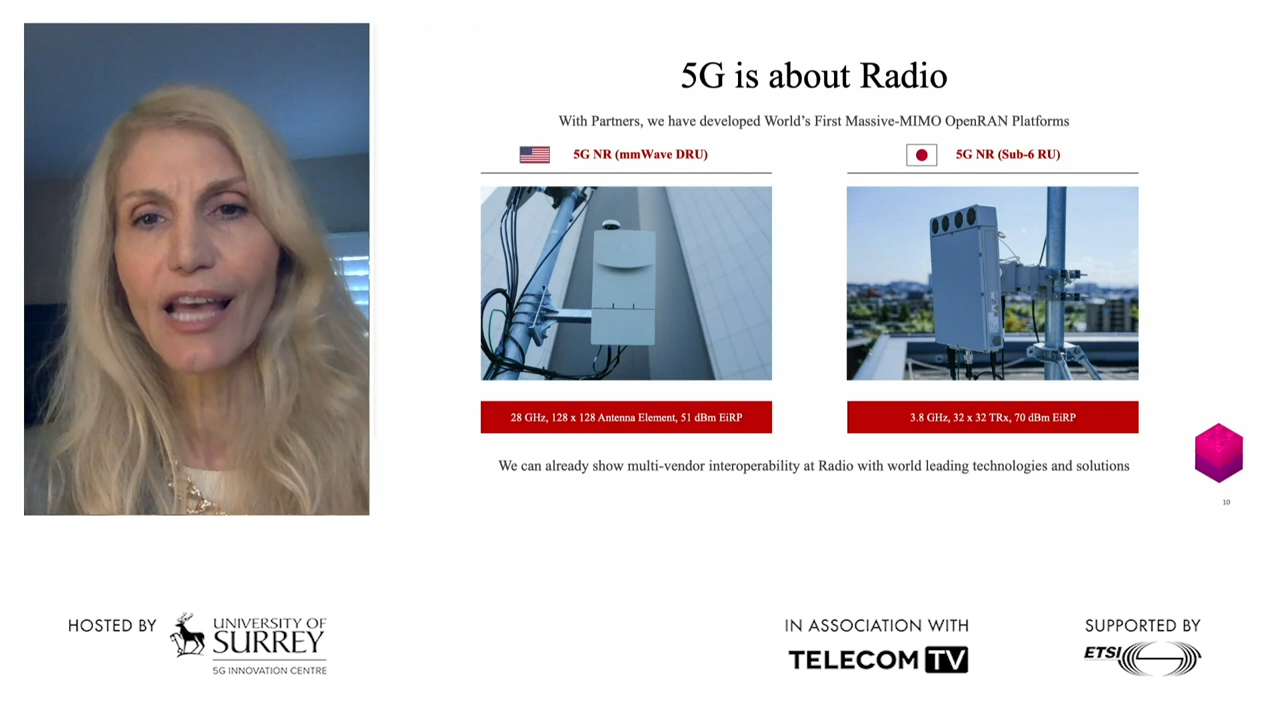 5G is about Radio
With Partners, we have developed World's First Massive-MIMO OpenRAN Platforms
5G NR (mmWave DRU)
5G NR (Sub-6 RU)
28 GHz, 128 x 128 Antenna Element, 51 dBm EiRP
3.8 GHz, 32 x 32 TRx, 70 dBm EiRP
We can already show multi-vendor interoperability at Radio with world leading technologies and solutions
10
HOSTED BY
UNIVERSITY OF
SURREY
5G INNOVATION CENTRE
IN ASSOCIATION WITH
TELECOM TV
SUPPORTED BY
ETSI